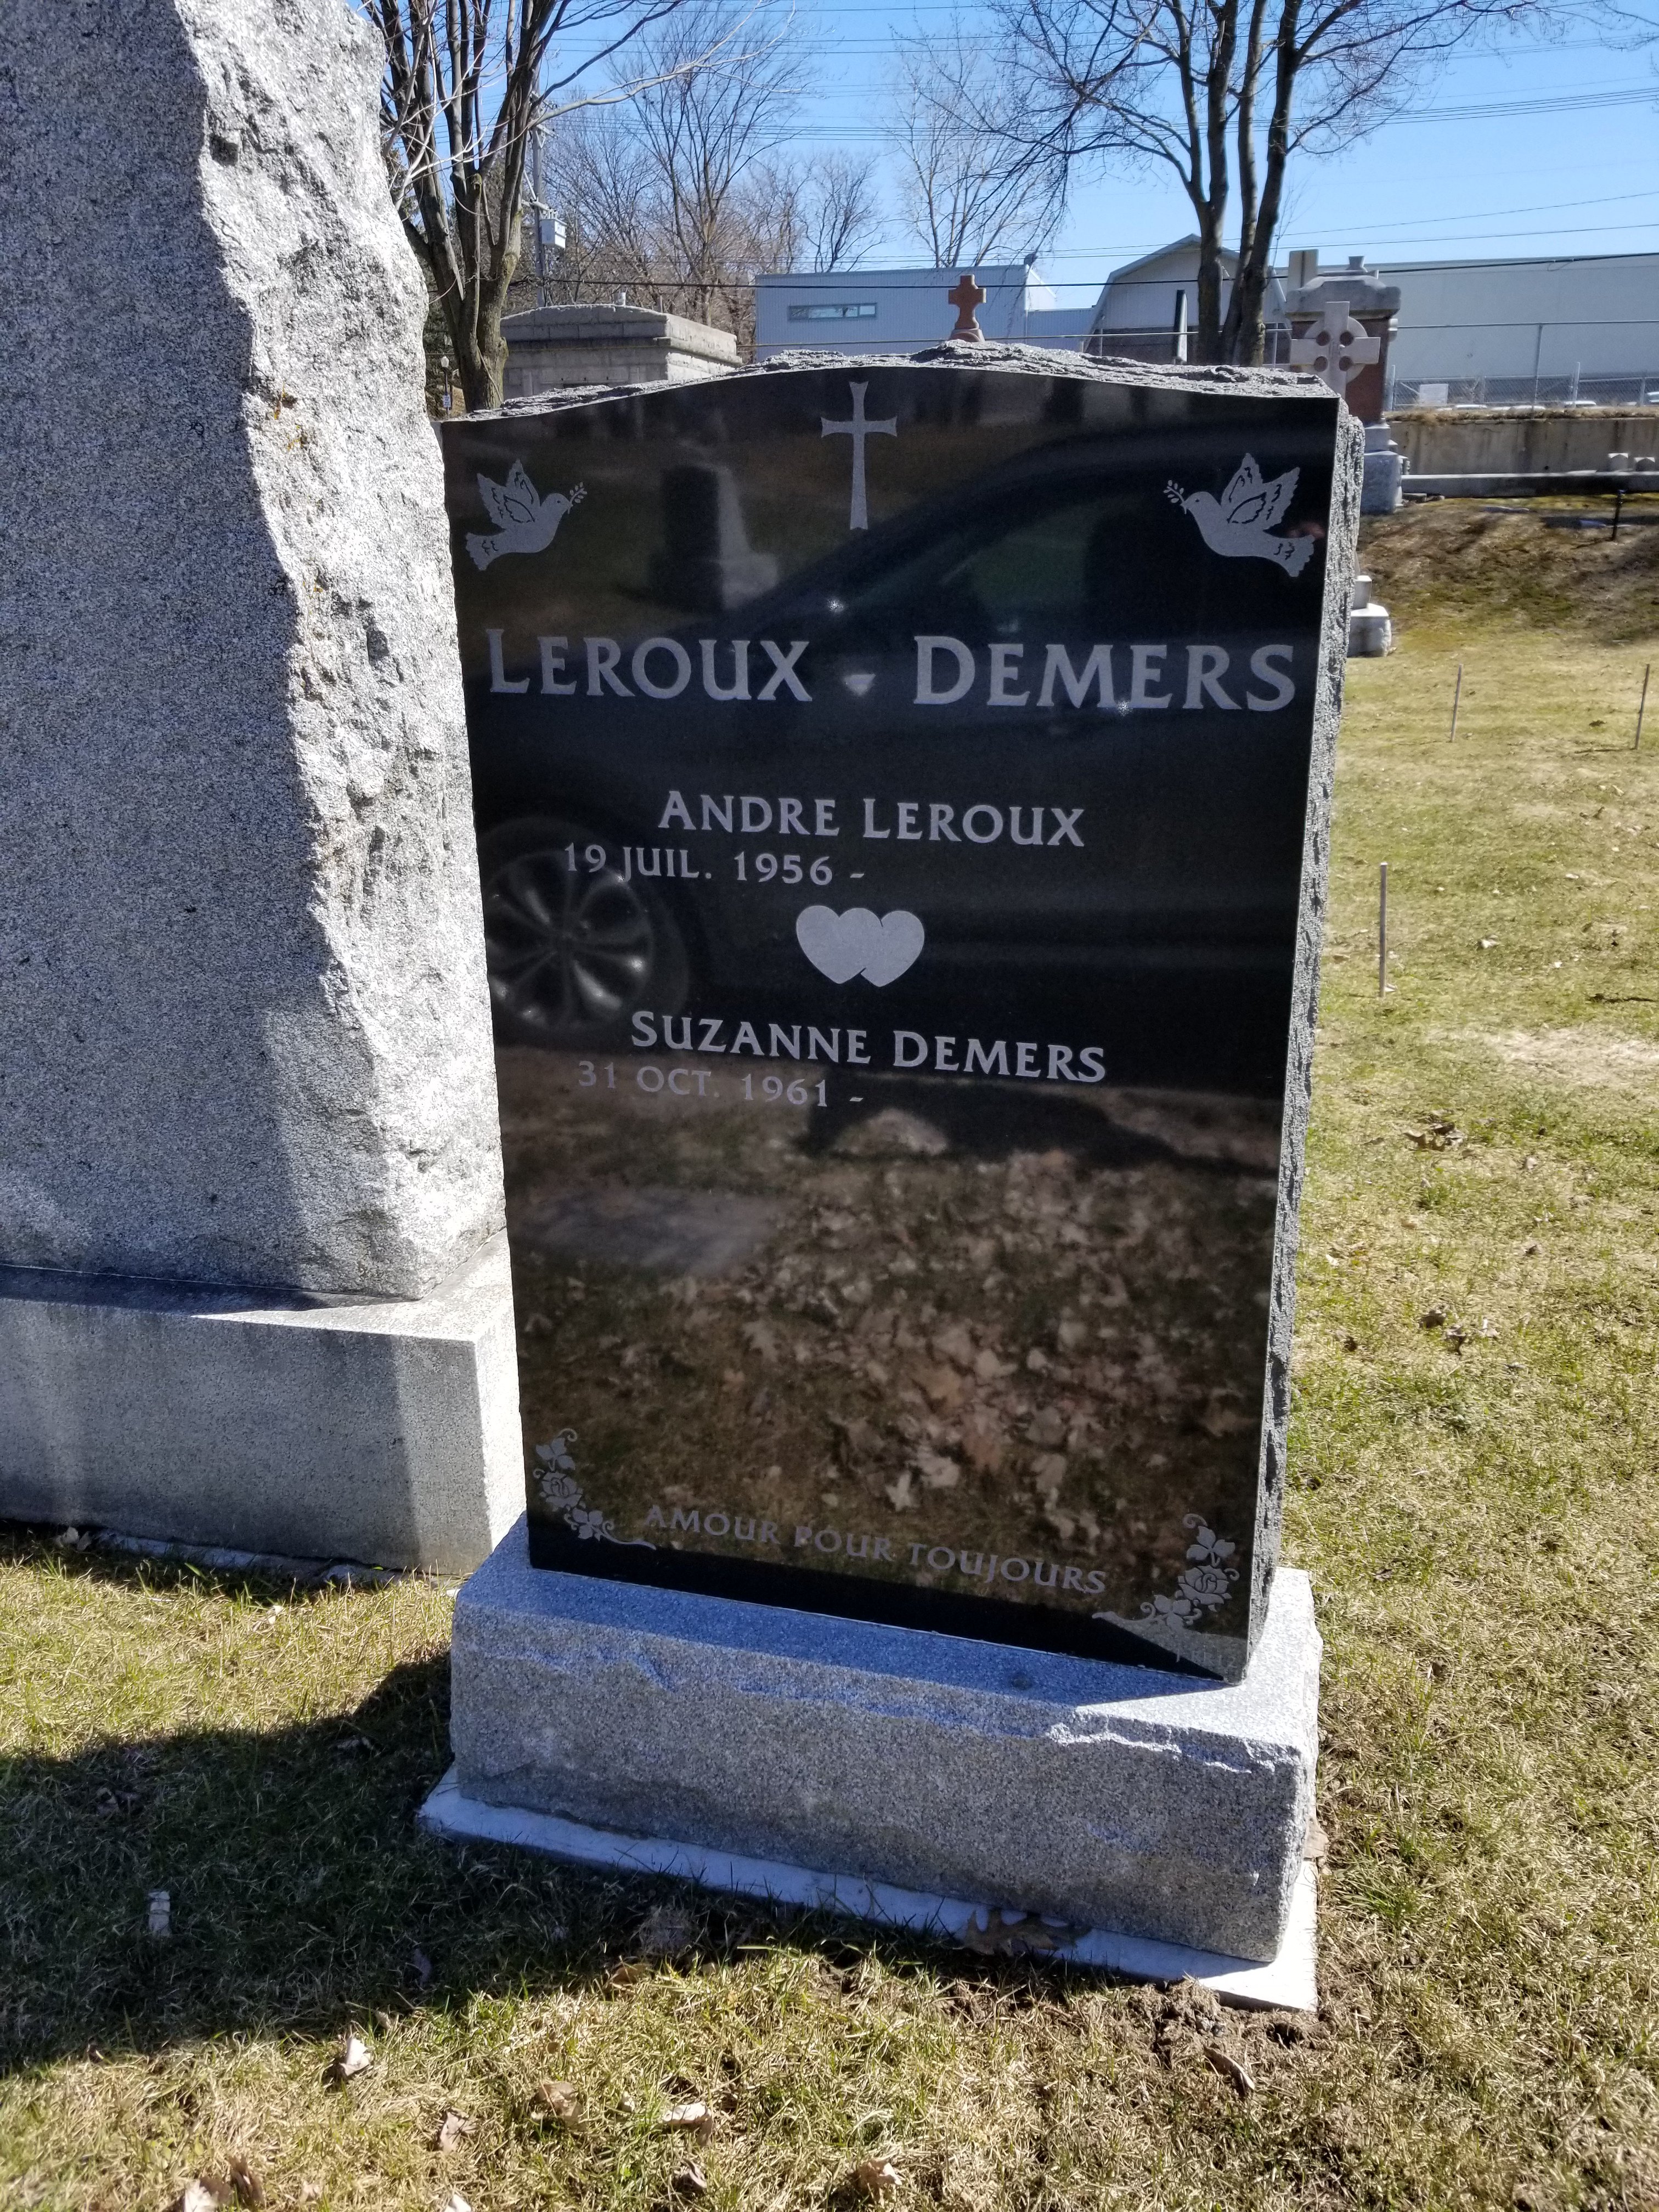 LEROUX - DEMERS
ANDRE LEROUX
19 JUIL. 1956 -
SUZANNE DEMERS
31 OCT. 1961 -
AMOUR POUR TOUJOURS